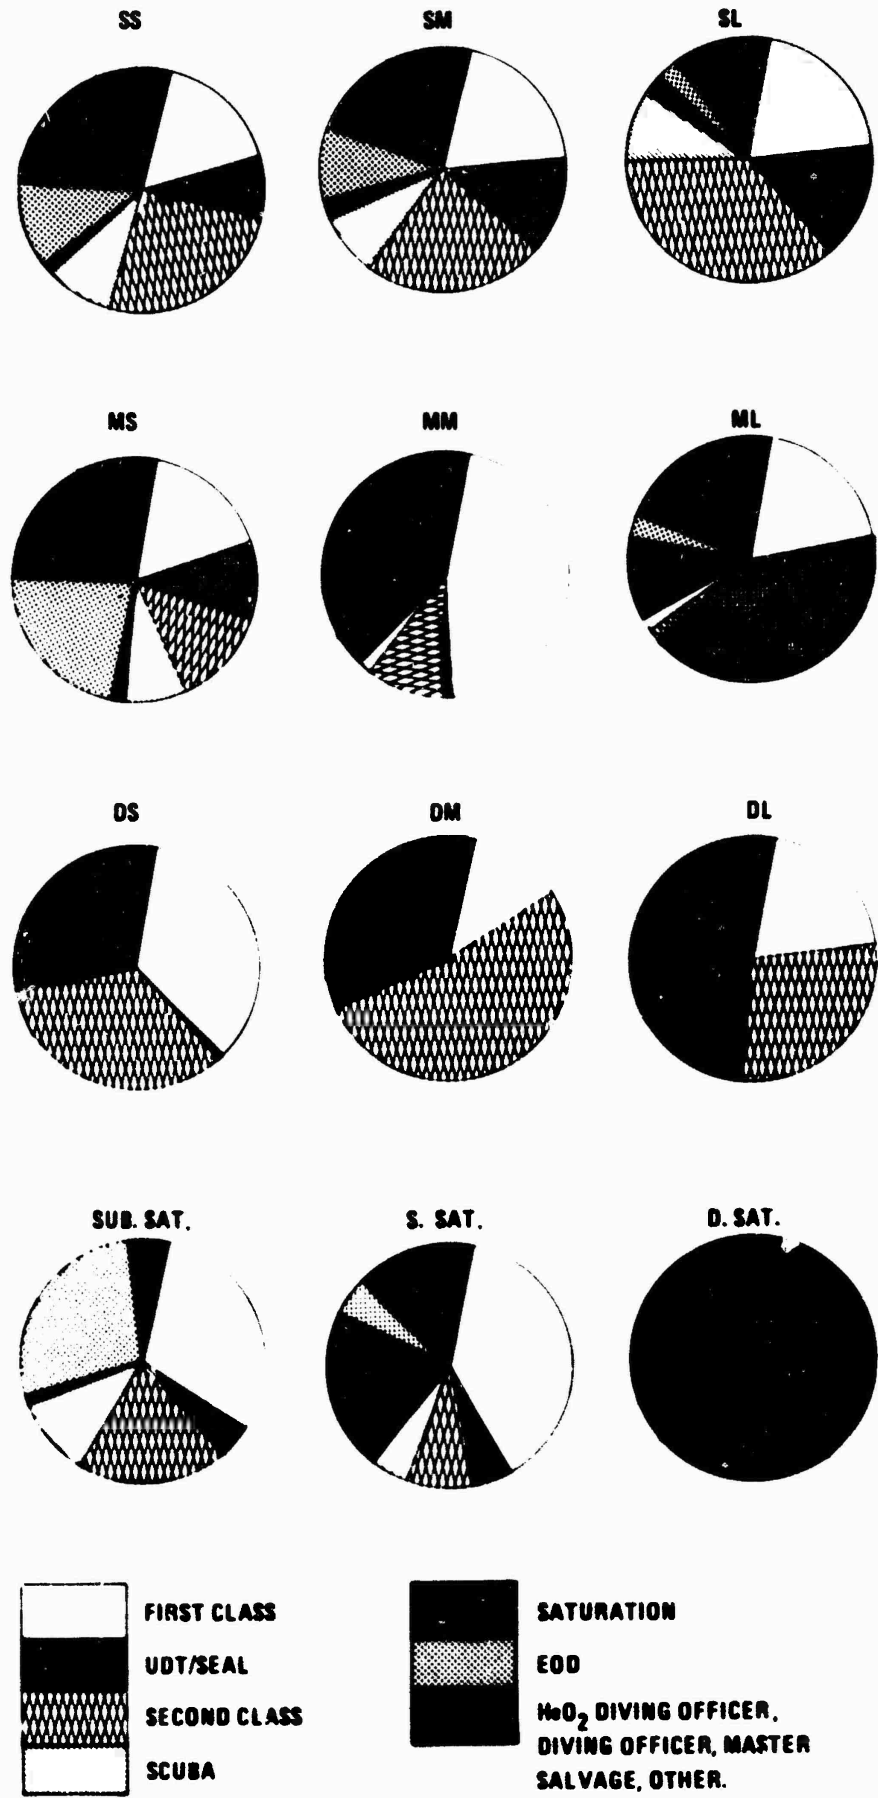 SS SM SL
MS MM ML
DS DM DL
SUB. SAT. S. SAT. D. SAT.
FIRST CLASS
UDT/SEAL
SECOND CLASS
SCUBA
SATURATION
EOD
HeO₂ DIVING OFFICER,
DIVING OFFICER, MASTER
SALVAGE, OTHER.